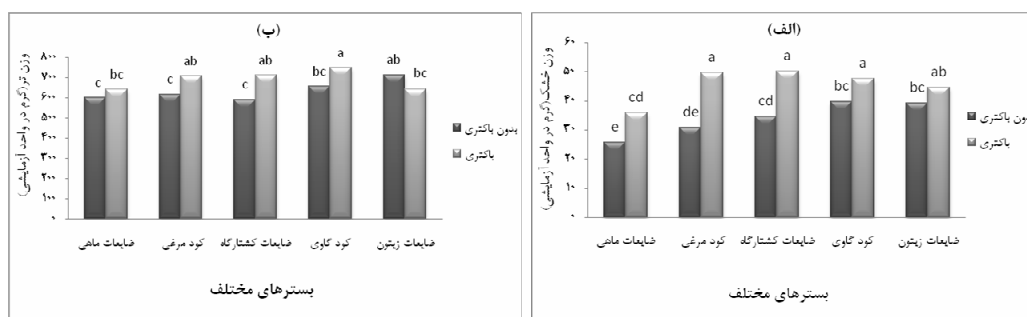 (الف)
وزن خشک(گرم در واحد آزمایشی)
۶۰
۵۰
۴۰
۳۰
۲۰
۱۰
۰
e cd de a cd a bc a bc ab
ضایعات ماهی کود مرغی ضایعات کشتارگاه کود گاوی ضایعات زیتون
بسترهای مختلف
بدون باکتری
باکتری
(ب)
وزن تر(گرم در واحد آزمایشی)
۸۰۰
۷۰۰
۶۰۰
۵۰۰
۴۰۰
۳۰۰
۲۰۰
۱۰۰
۰
c bc c ab c ab bc a ab bc
ضایعات ماهی کود مرغی ضایعات کشتارگاه کود گاوی ضایعات زیتون
بسترهای مختلف
بدون باکتری
باکتری